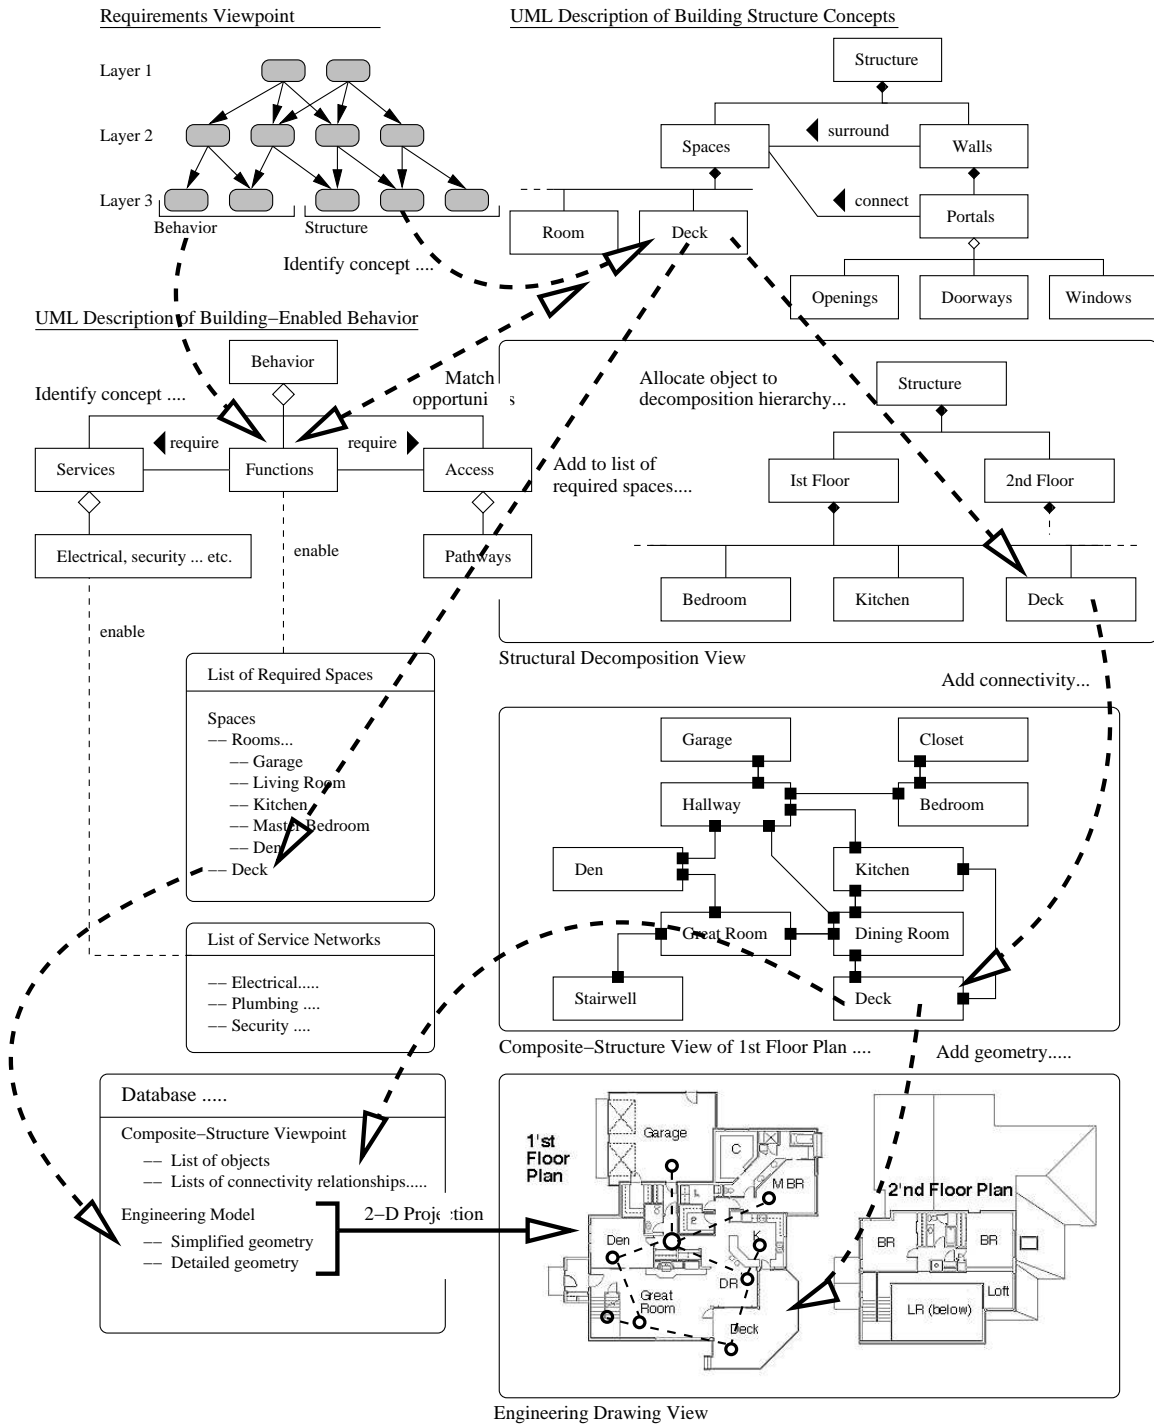 Requirements Viewpoint
Layer 1
Layer 2
Layer 3
Behavior
Structure
Identify concept ....
UML Description of Building Structure Concepts
Structure
Spaces
surround
Walls
connect
Portals
Room
Deck
Openings
Doorways
Windows
UML Description of Building−Enabled Behavior
Behavior
Identify concept ....
Match
opportunities
require
require
Services
Functions
Access
Electrical, security ... etc.
enable
Pathways
enable
Allocate object to
decomposition hierarchy...
Structure
Add to list of
required spaces....
Ist Floor
2nd Floor
Bedroom
Kitchen
Deck
Structural Decomposition View
Add connectivity...
List of Required Spaces
Spaces
−− Rooms...
−− Garage
−− Living Room
−− Kitchen
−− Master Bedroom
−− Den
−− Deck
List of Service Networks
−− Electrical.....
−− Plumbing ....
−− Security ....
Garage
Closet
Hallway
Bedroom
Den
Kitchen
Great Room
Dining Room
Stairwell
Deck
Composite−Structure View of 1st Floor Plan ....
Add geometry.....
Database .....
Composite−Structure Viewpoint
−− List of objects
−− Lists of connectivity relationships.....
Engineering Model
−− Simplified geometry
−− Detailed geometry
2−D Projection
1'st
Floor
Plan
Garage
C
M BR
Den
K
DR
Great
Room
Deck
2'nd Floor Plan
BR
BR
Loft
LR (below)
Engineering Drawing View